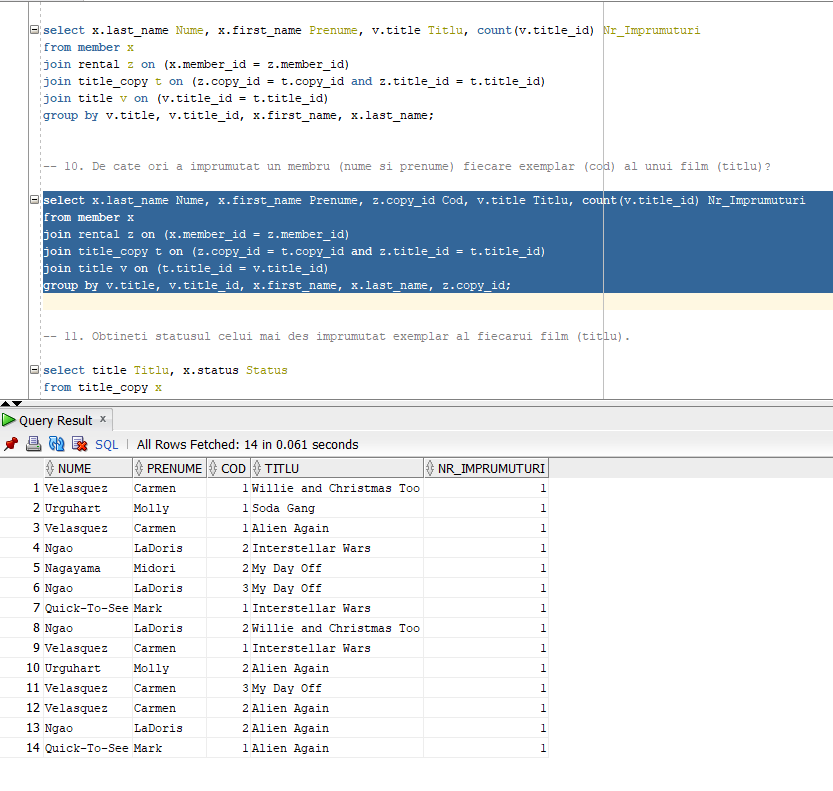 select x.last_name Nume, x.first_name Prenume, v.title Titlu, count(v.title_id) Nr_Imprumuturi
from member x
join rental z on (x.member_id = z.member_id)
join title_copy t on (z.copy_id = t.copy_id and z.title_id = t.title_id)
join title v on (v.title_id = t.title_id)
group by v.title, v.title_id, x.first_name, x.last_name;
-- 10. De cate ori a imprumutat un membru (nume si prenume) fiecare exemplar (cod) al unui film (titlu)?
select x.last_name Nume, x.first_name Prenume, z.copy_id Cod, v.title Titlu, count(v.title_id) Nr_Imprumuturi
from member x
join rental z on (x.member_id = z.member_id)
join title_copy t on (z.copy_id = t.copy_id and z.title_id = t.title_id)
join title v on (t.title_id = v.title_id)
group by v.title, v.title_id, x.first_name, x.last_name, z.copy_id;
-- 11. Obtineti statusul celui mai des imprumutat exemplar al fiecarui film (titlu).
select title Titlu, x.status Status
from title_copy x
Query Result x
SQL | All Rows Fetched: 14 in 0.061 seconds
NUME PRENUME COD TITLU NR_IMPRUMUTURI
1 Velasquez Carmen 1 Willie and Christmas Too 1
2 Urguhart Molly 1 Soda Gang 1
3 Velasquez Carmen 1 Alien Again 1
4 Ngao LaDoris 2 Interstellar Wars 1
5 Nagayama Midori 2 My Day Off 1
6 Ngao LaDoris 3 My Day Off 1
7 Quick-To-See Mark 1 Interstellar Wars 1
8 Ngao LaDoris 2 Willie and Christmas Too 1
9 Velasquez Carmen 1 Interstellar Wars 1
10 Urguhart Molly 2 Alien Again 1
11 Velasquez Carmen 3 My Day Off 1
12 Velasquez Carmen 2 Alien Again 1
13 Ngao LaDoris 2 Alien Again 1
14 Quick-To-See Mark 1 Alien Again 1